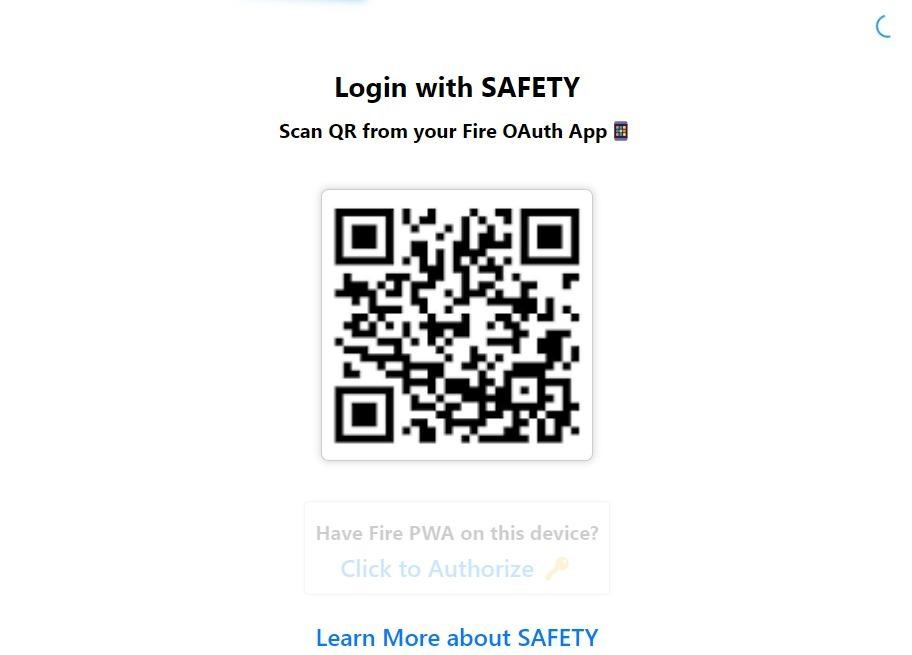 Login with SAFETY
Scan QR from your Fire OAuth App
Have Fire PWA on this device?
Click to Authorize 🔑
Learn More about SAFETY